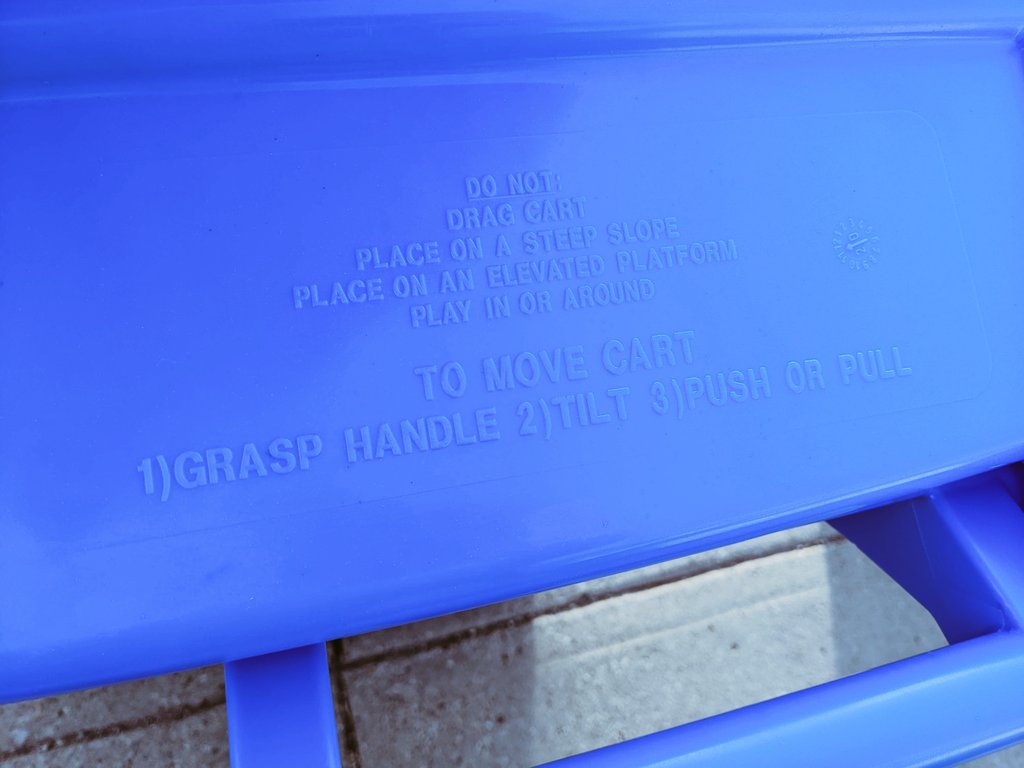 DO NOT:
DRAG CART
PLACE ON A STEEP SLOPE
PLACE ON AN ELEVATED PLATFORM
PLAY IN OR AROUND
TO MOVE CART
1)GRASP HANDLE 2)TILT 3)PUSH OR PULL